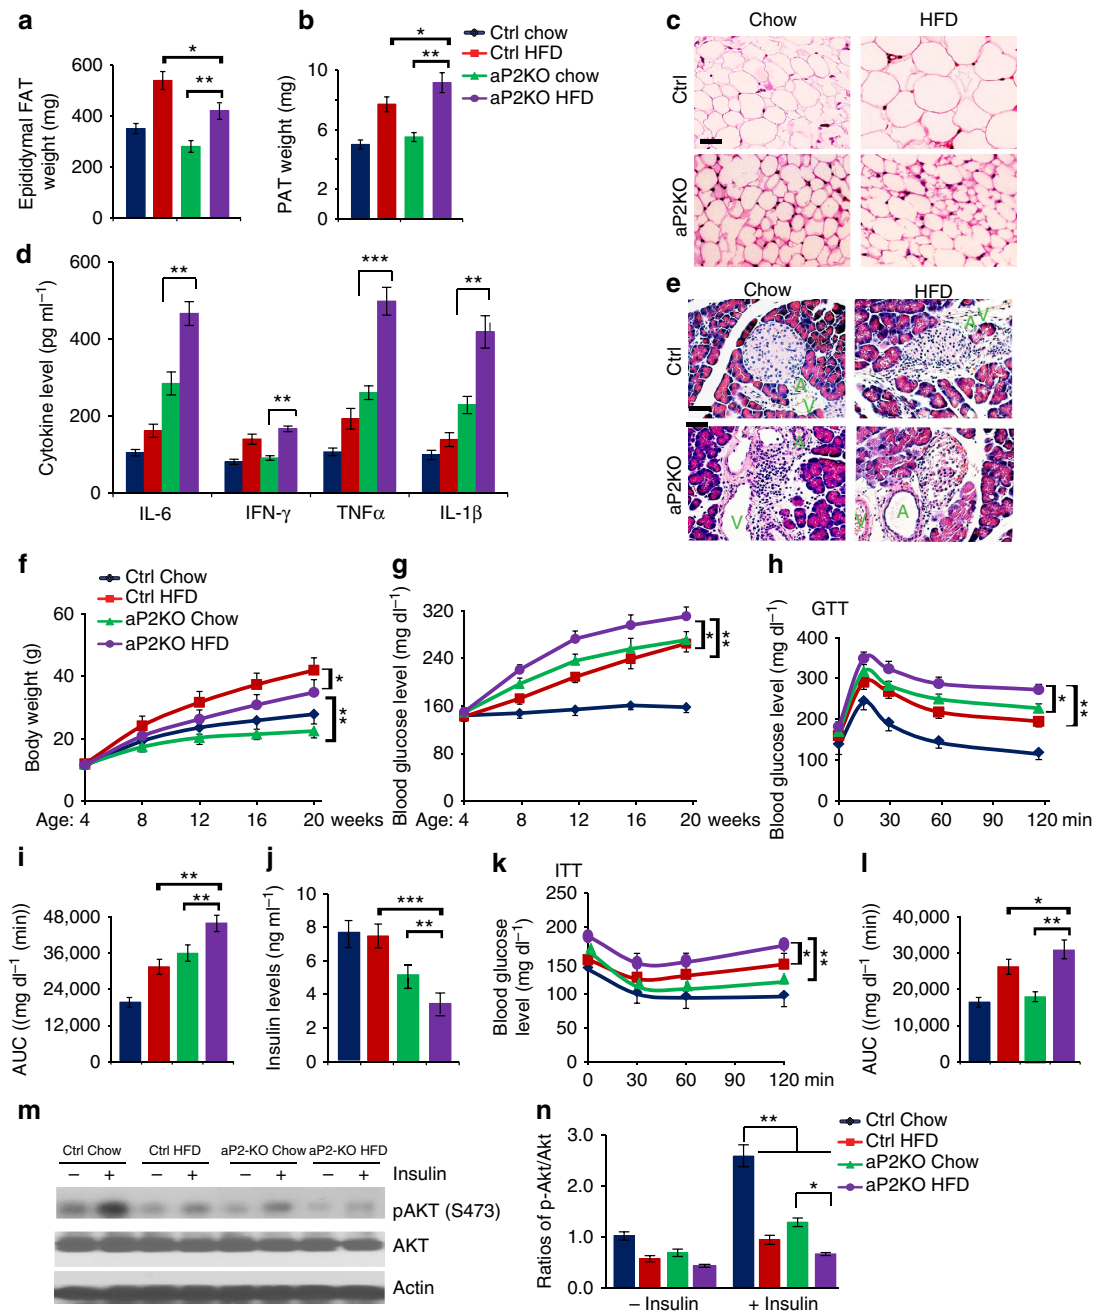 a
*
**
600
400
200
0
Epididymal FAT
weight (mg)
b
*
**
10
8
6
4
2
0
PAT weight (mg)
Ctrl chow
Ctrl HFD
aP2KO chow
aP2KO HFD
c
Chow
HFD
Ctrl
aP2KO
d
600
400
200
0
Cytokine level (pg ml⁻¹)
**
**
***
**
IL-6
IFN-γ
TNFα
IL-1β
e
Chow
HFD
Ctrl
aP2KO
A
V
A
V
A
V
A
V
f
Ctrl Chow
Ctrl HFD
aP2KO Chow
aP2KO HFD
60
40
20
0
Body weight (g)
*
**
Age: 4 8 12 16 20 weeks
g
320
240
160
80
0
Blood glucose level (mg dl⁻¹)
*
**
Age: 4 8 12 16 20 weeks
h
GTT
400
300
200
100
0
Blood glucose level (mg dl⁻¹)
*
**
0 30 60 90 120 min
i
**
**
48,000
36,000
24,000
12,000
0
AUC ((mg dl⁻¹ (min))
j
***
**
10
8
6
4
2
0
Insulin levels (ng ml⁻¹)
k
ITT
250
200
150
100
50
0
Blood glucose
level (mg dl⁻¹)
*
**
0 30 60 90 120 min
l
*
**
40,000
30,000
20,000
10,000
0
AUC ((mg dl⁻¹ (min))
m
Ctrl Chow Ctrl HFD aP2-KO Chow aP2-KO HFD
– + – + – + – + Insulin
pAKT (S473)
AKT
Actin
n
Ctrl Chow
Ctrl HFD
aP2KO Chow
aP2KO HFD
3.0
2.0
1.0
0.0
Ratios of p-Akt/Akt
**
*
– Insulin
+ Insulin